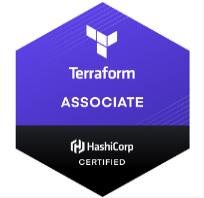 Terraform
ASSOCIATE
HashiCorp
CERTIFIED